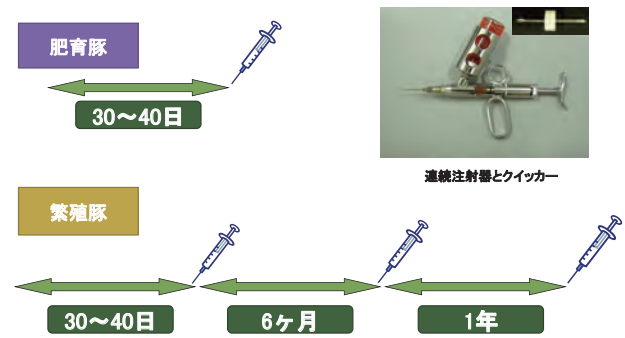 肥育豚
30～40日
連続注射器とクイッカー
繁殖豚
30～40日
6ヶ月
1年